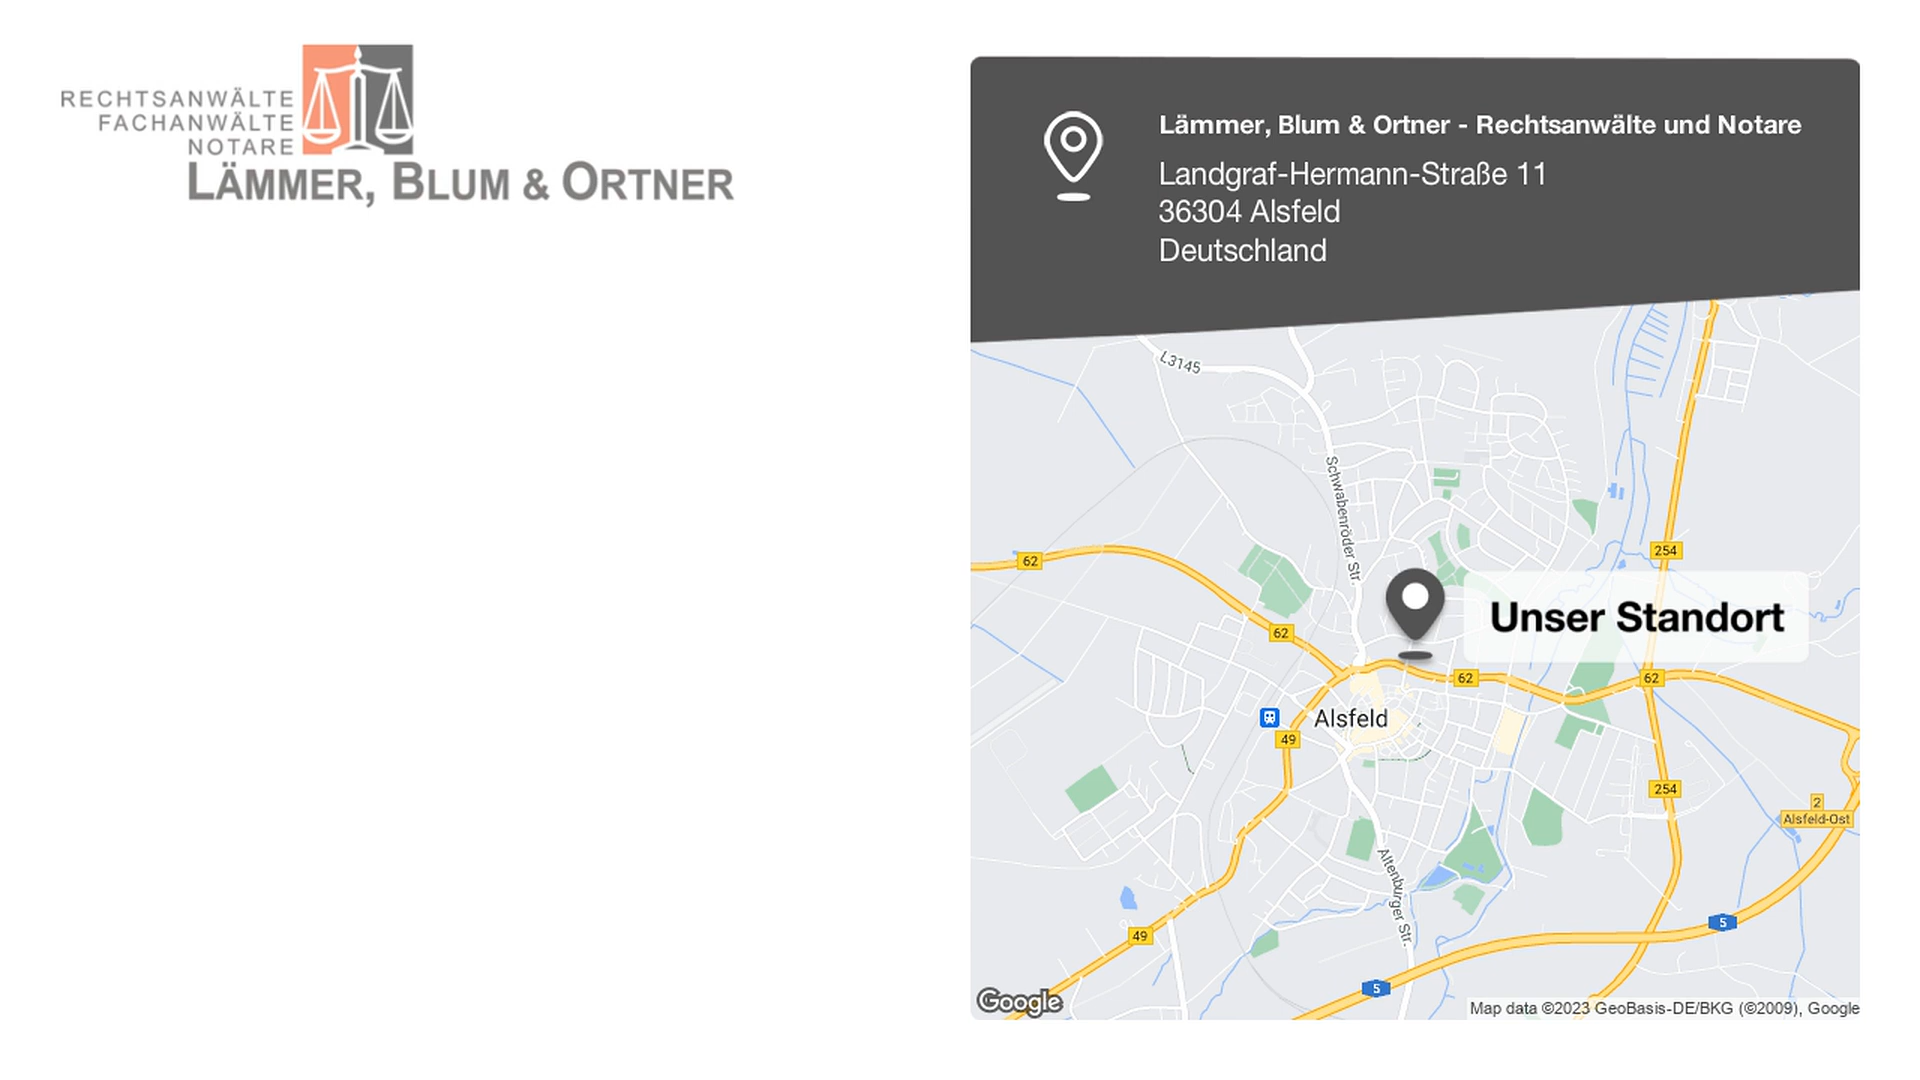 RECHTSANWÄLTE
FACHANWÄLTE
NOTARE
LÄMMER, BLUM & ORTNER
Lämmer, Blum & Ortner - Rechtsanwälte und Notare
Landgraf-Hermann-Straße 11
36304 Alsfeld
Deutschland
L3145
Schwabenröder Str.
254
62
62
Unser Standort
62
62
Alsfeld
49
254
2
Alsfeld-Ost
Altenburger Str.
5
49
5
Google
Map data ©2023 GeoBasis-DE/BKG (©2009), Google